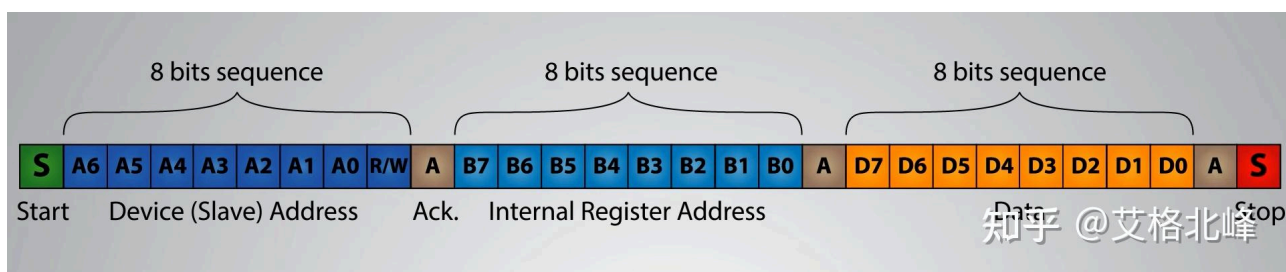 8 bits sequence 8 bits sequence 8 bits sequence
S A6 A5 A4 A3 A2 A1 A0 R/W A B7 B6 B5 B4 B3 B2 B1 B0 A D7 D6 D5 D4 D3 D2 D1 D0 A S
Start Device (Slave) Address Ack. Internal Register Address Data Stop
知乎 @艾格北峰